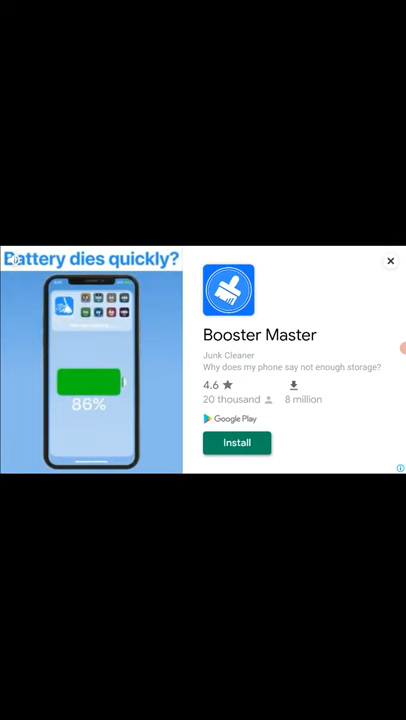 Battery dies quickly?
86%
Booster Master
Junk Cleaner
Why does my phone say not enough storage?
4.6
20 thousand
8 million
Google Play
Install